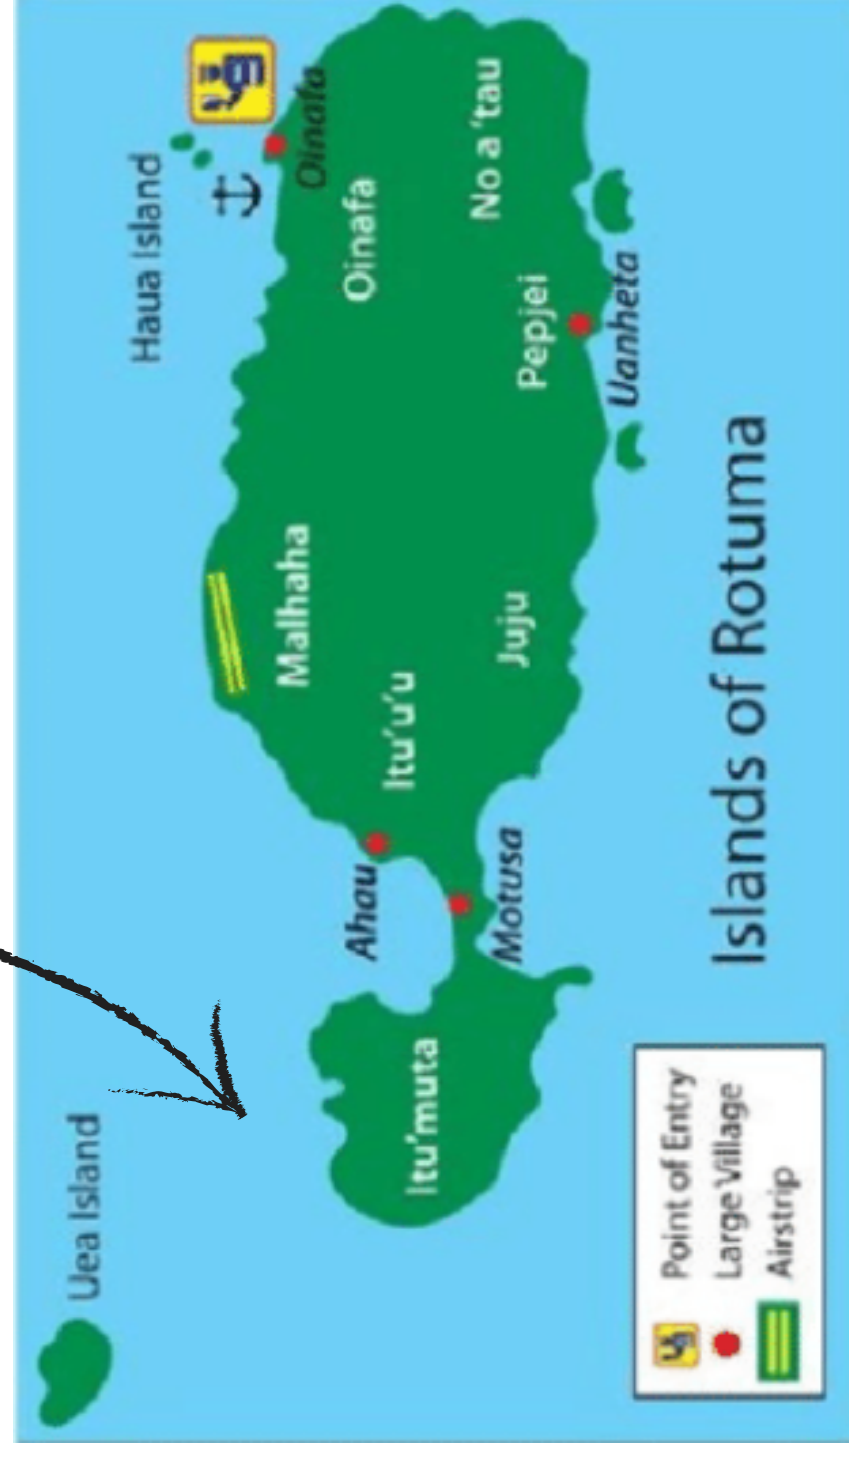 Uea Island
Haua Island
Oinafa
Oinafa
No a 'tau
Malhaha
Itu'u'u
Ahau
Pepjei
Juju
Itu'muta
Motusa
Uanheta
Islands of Rotuma
Point of Entry
Large Village
Airstrip